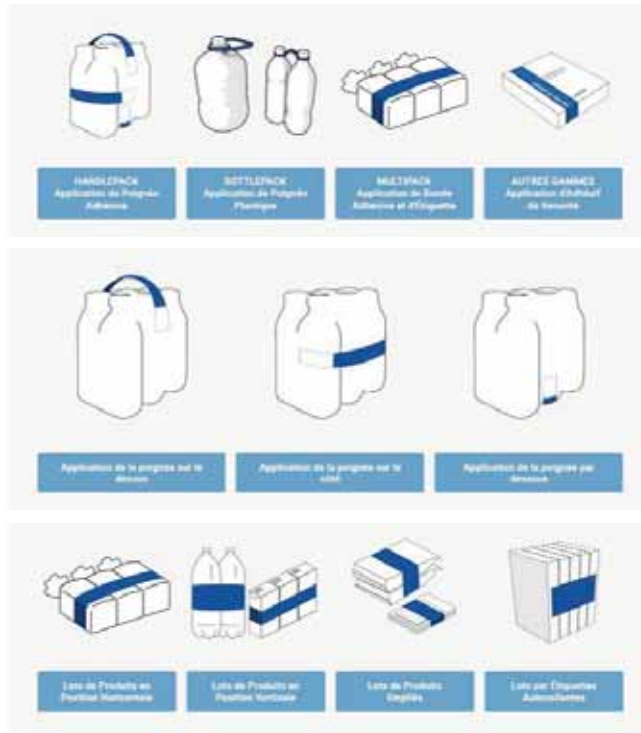 HANDLEPACK
Application de Poignée
Adhésive
BOTTLEPACK
Application de Poignée
Plastique
MULTIPACK
Application de Bande
Adhésive et d'Étiquette
AUTRES GAMMES
Application d'Adhésif
de Sécurité
Application de la poignée sur le
dessus
Application de la poignée sur le
côté
Application de la poignée par
dessous
Lots de Produits en
Position Horizontale
Lots de Produits en
Position Verticale
Lots de Produits
Empilés
Lots par Étiquettes
Autocollantes